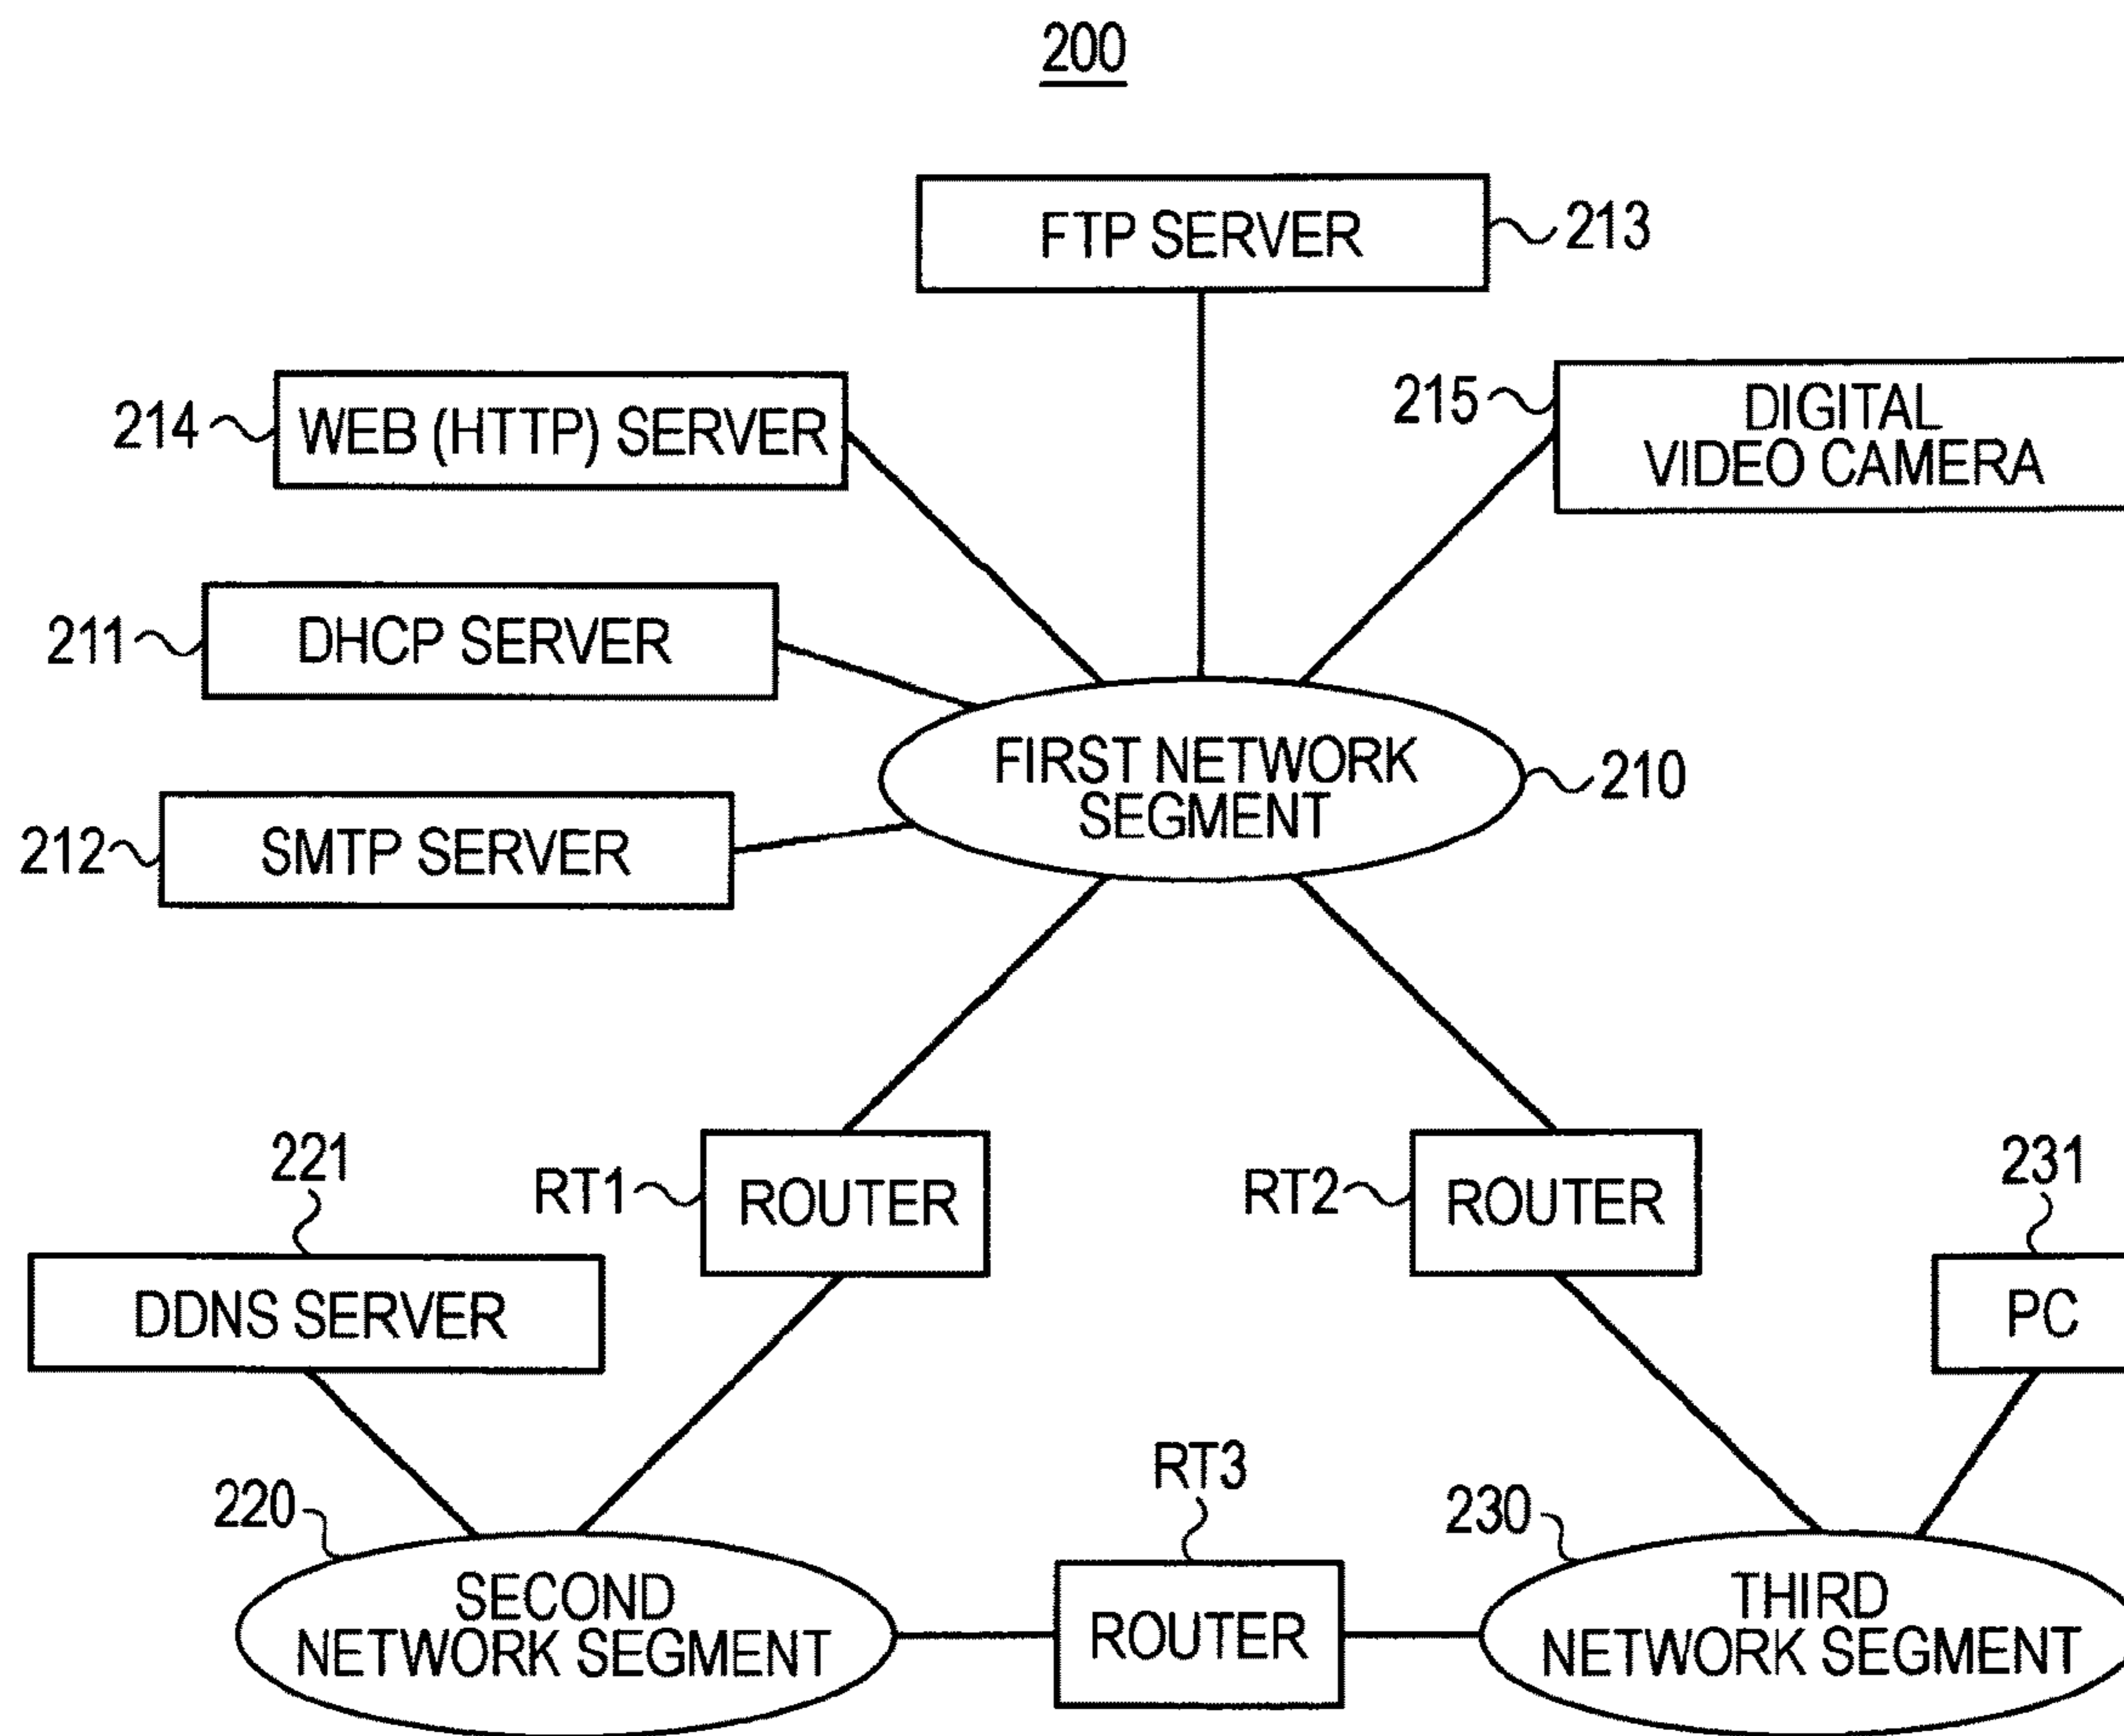 200
FTP SERVER
213
214
WEB (HTTP) SERVER
215
DIGITAL
VIDEO CAMERA
211
DHCP SERVER
FIRST NETWORK
SEGMENT
210
212
SMTP SERVER
221
DDNS SERVER
RT1
ROUTER
RT2
ROUTER
231
PC
220
SECOND
NETWORK SEGMENT
RT3
ROUTER
230
THIRD
NETWORK SEGMENT